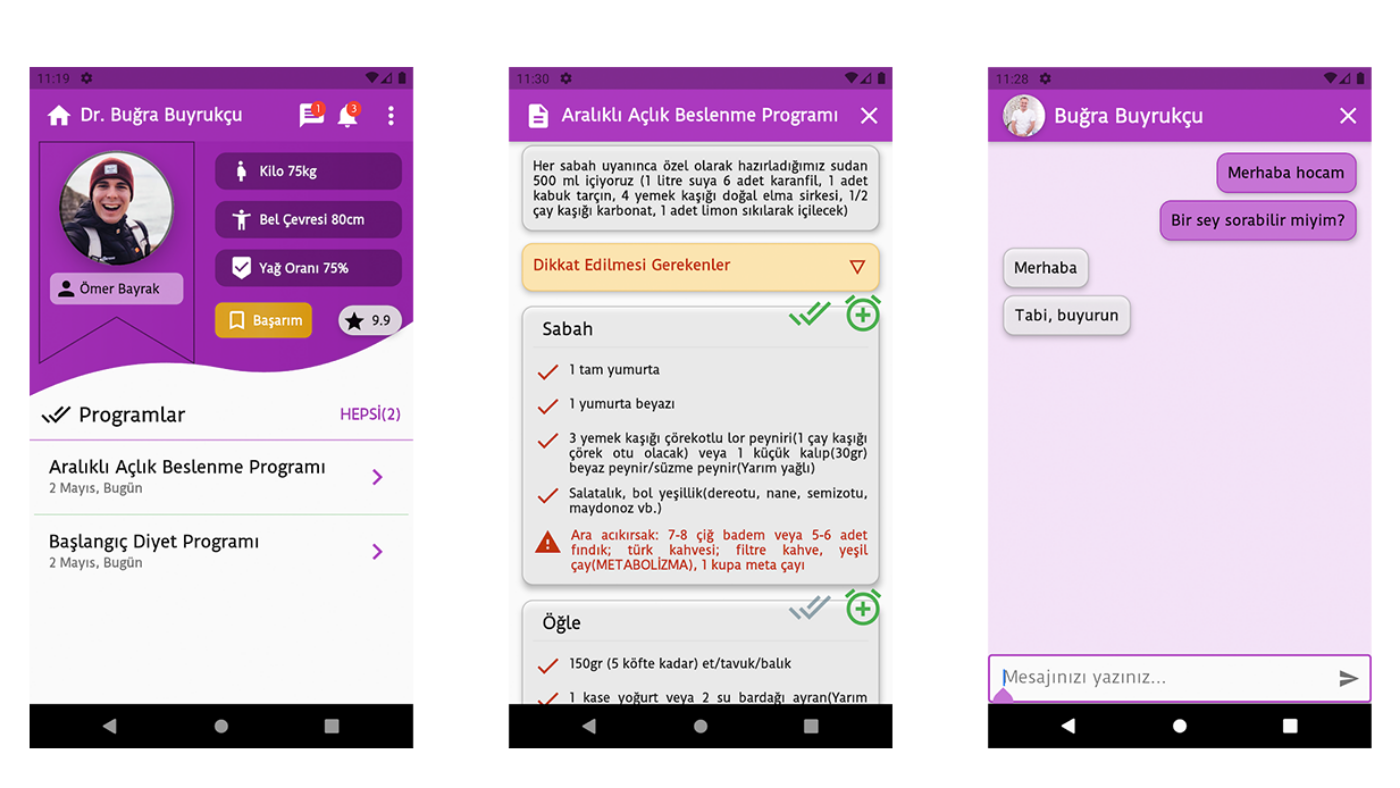 11:19
Dr. Buğra Buyrukçu
1
3
Kilo 75kg
Bel Çevresi 80cm
Yağ Oranı 75%
Ömer Bayrak
Başarım
9.9
Programlar
HEPSİ(2)
Aralıklı Açlık Beslenme Programı
2 Mayıs, Bugün
Başlangıç Diyet Programı
2 Mayıs, Bugün
11:30
Aralıklı Açlık Beslenme Programı
Her sabah uyanınca özel olarak hazırladığımız sudan
500 ml içiyoruz (1 litre suya 6 adet karanfil, 1 adet
kabuk tarçın, 4 yemek kaşığı doğal elma sirkesi, 1/2
çay kaşığı karbonat, 1 adet limon sıkılarak içilecek)
Dikkat Edilmesi Gerekenler
Sabah
1 tam yumurta
1 yumurta beyazı
3 yemek kaşığı çörekotlu lor peyniri(1 çay kaşığı
çörek otu olacak) veya 1 küçük kalıp(30gr)
beyaz peynir/süzme peynir(Yarım yağlı)
Salatalık, bol yeşillik(dereotu, nane, semizotu,
maydonoz vb.)
Ara acıkırsak: 7-8 çiğ badem veya 5-6 adet
fındık; türk kahvesi; filtre kahve, yeşil
çay(METABOLİZMA), 1 kupa meta çayı
Öğle
150gr (5 köfte kadar) et/tavuk/balık
1 kase yoğurt veya 2 su bardağı ayran(Yarım
11:28
Buğra Buyrukçu
Merhaba hocam
Bir sey sorabilir miyim?
Merhaba
Tabi, buyurun
Mesajınızı yazınız...